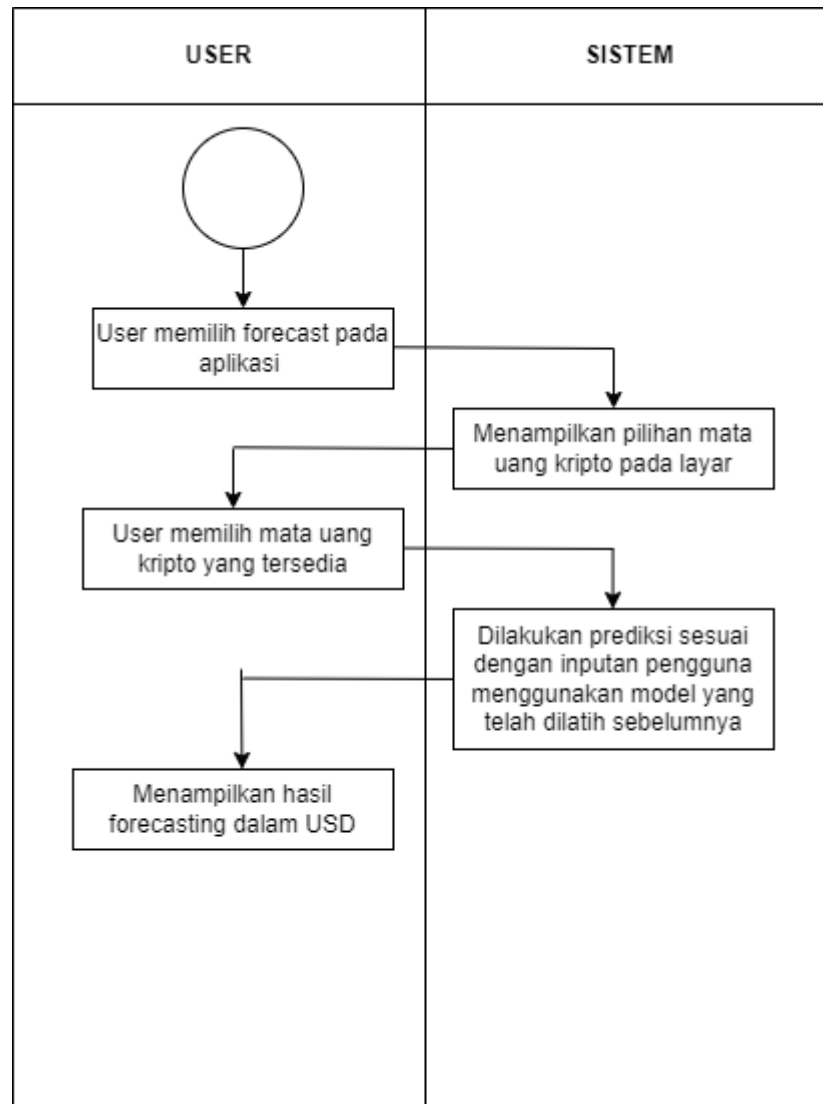 USER
SISTEM
User memilih forecast pada
aplikasi
Menampilkan pilihan mata
uang kripto pada layar
User memilih mata uang
kripto yang tersedia
Dilakukan prediksi sesuai
dengan inputan pengguna
menggunakan model yang
telah dilatih sebelumnya
Menampilkan hasil
forecasting dalam USD